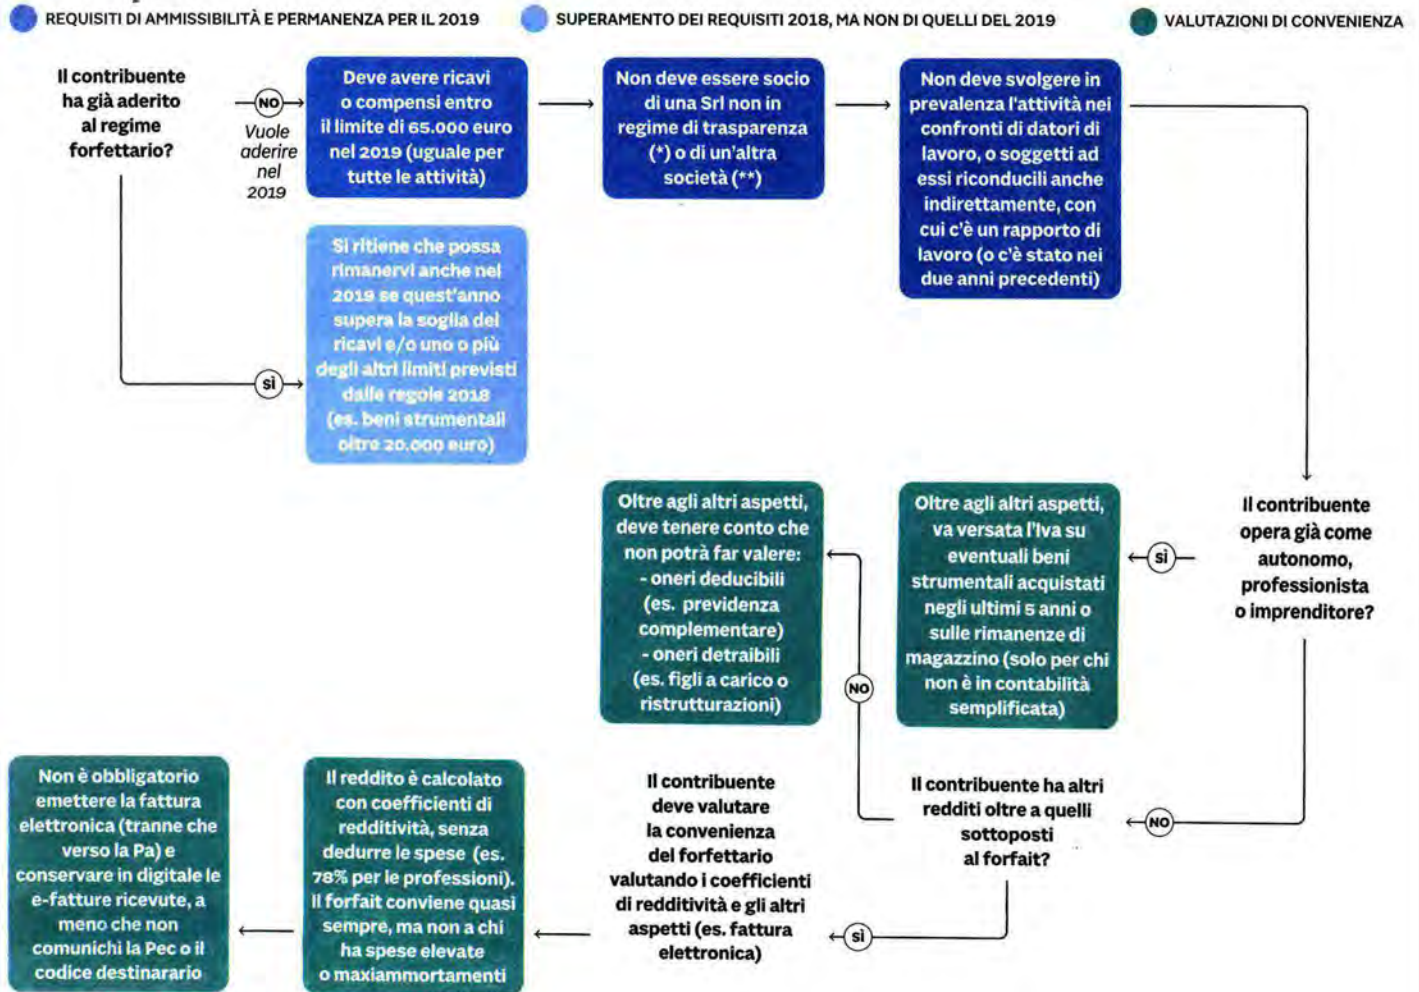 REQUISITI DI AMMISSIBILITÀ E PERMANENZA PER IL 2019
SUPERAMENTO DEI REQUISITI 2018, MA NON DI QUELLI DEL 2019
VALUTAZIONI DI CONVENIENZA
Il contribuente
ha già aderito
al regime
forfettario?
NO
Vuole
aderire
nel
2019
Deve avere ricavi
o compensi entro
il limite di 65.000 euro
nel 2019 (uguale per
tutte le attività)
Non deve essere socio
di una Srl non in
regime di trasparenza
(*) o di un'altra
società (**)
Non deve svolgere in
prevalenza l'attività nei
confronti di datori di
lavoro, o soggetti ad
essi riconducili anche
indirettamente, con
cui c'è un rapporto di
lavoro (o c'è stato nei
due anni precedenti)
SÌ
Si ritiene che possa
rimanervi anche nel
2019 se quest'anno
supera la soglia dei
ricavi e/o uno o più
degli altri limiti previsti
dalle regole 2018
(es. beni strumentali
oltre 20.000 euro)
Il contribuente
opera già come
autonomo,
professionista
o imprenditore?
SÌ
Oltre agli altri aspetti,
va versata l'Iva su
eventuali beni
strumentali acquistati
negli ultimi 5 anni o
sulle rimanenze di
magazzino (solo per chi
non è in contabilità
semplificata)
Oltre agli altri aspetti,
deve tenere conto che
non potrà far valere:
- oneri deducibili
(es. previdenza
complementare)
- oneri detraibili
(es. figli a carico o
ristrutturazioni)
NO
NO
Il contribuente ha altri
redditi oltre a quelli
sottoposti
al forfait?
SÌ
Il contribuente
deve valutare
la convenienza
del forfettario
valutando i coefficienti
di redditività e gli altri
aspetti (es. fattura
elettronica)
Il reddito è calcolato
con coefficienti di
redditività, senza
dedurre le spese (es.
78% per le professioni).
Il forfait conviene quasi
sempre, ma non a chi
ha spese elevate
o maxiammortamenti
Non è obbligatorio
emettere la fattura
elettronica (tranne che
verso la Pa) e
conservare in digitale le
e-fatture ricevute, a
meno che non
comunichi la Pec o il
codice destinarario